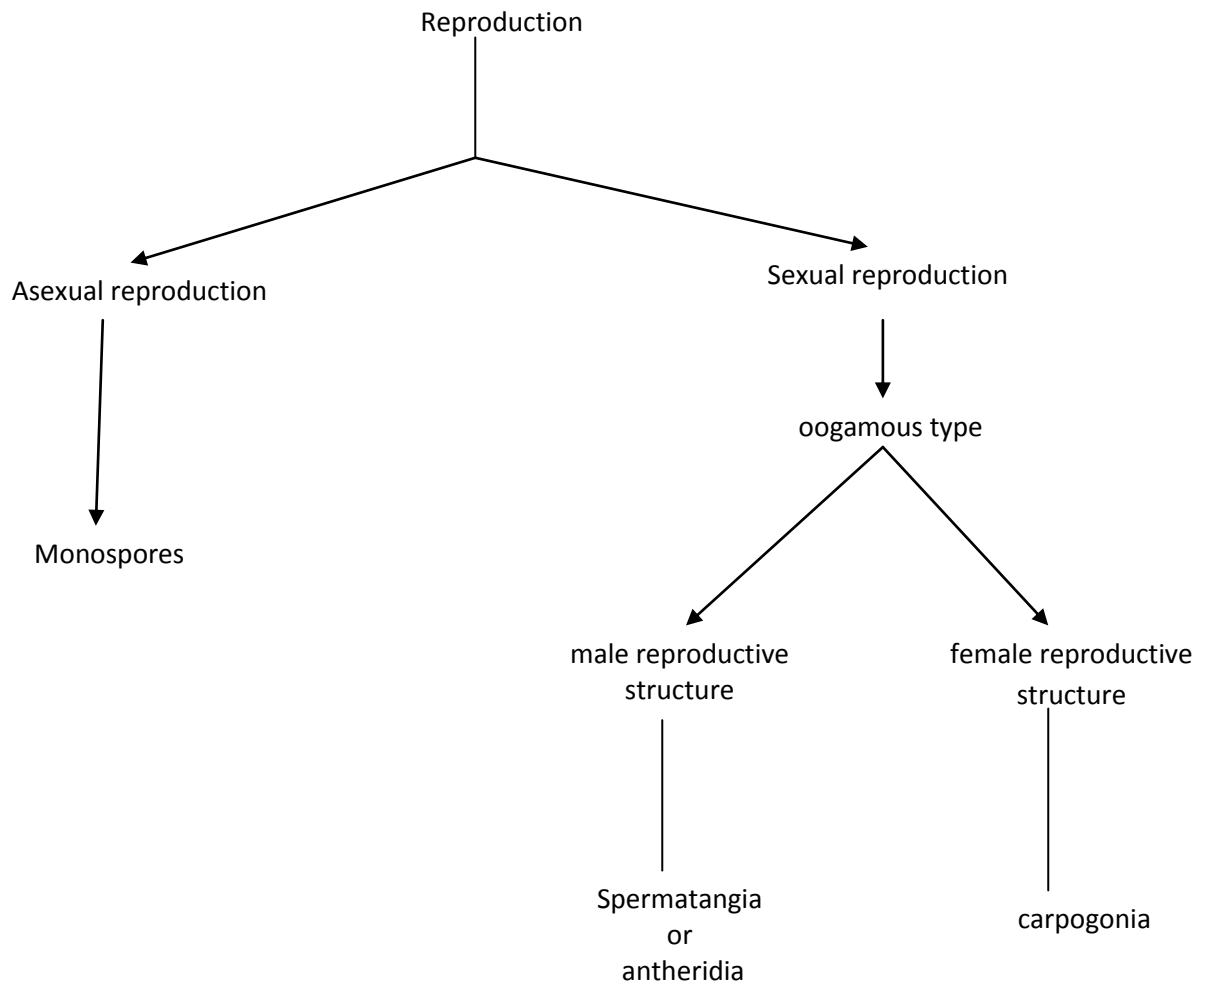 Reproduction
Asexual reproduction
Sexual reproduction
oogamous type
Monospores
male reproductive
structure
female reproductive
structure
Spermatangia
or
antheridia
carpogonia